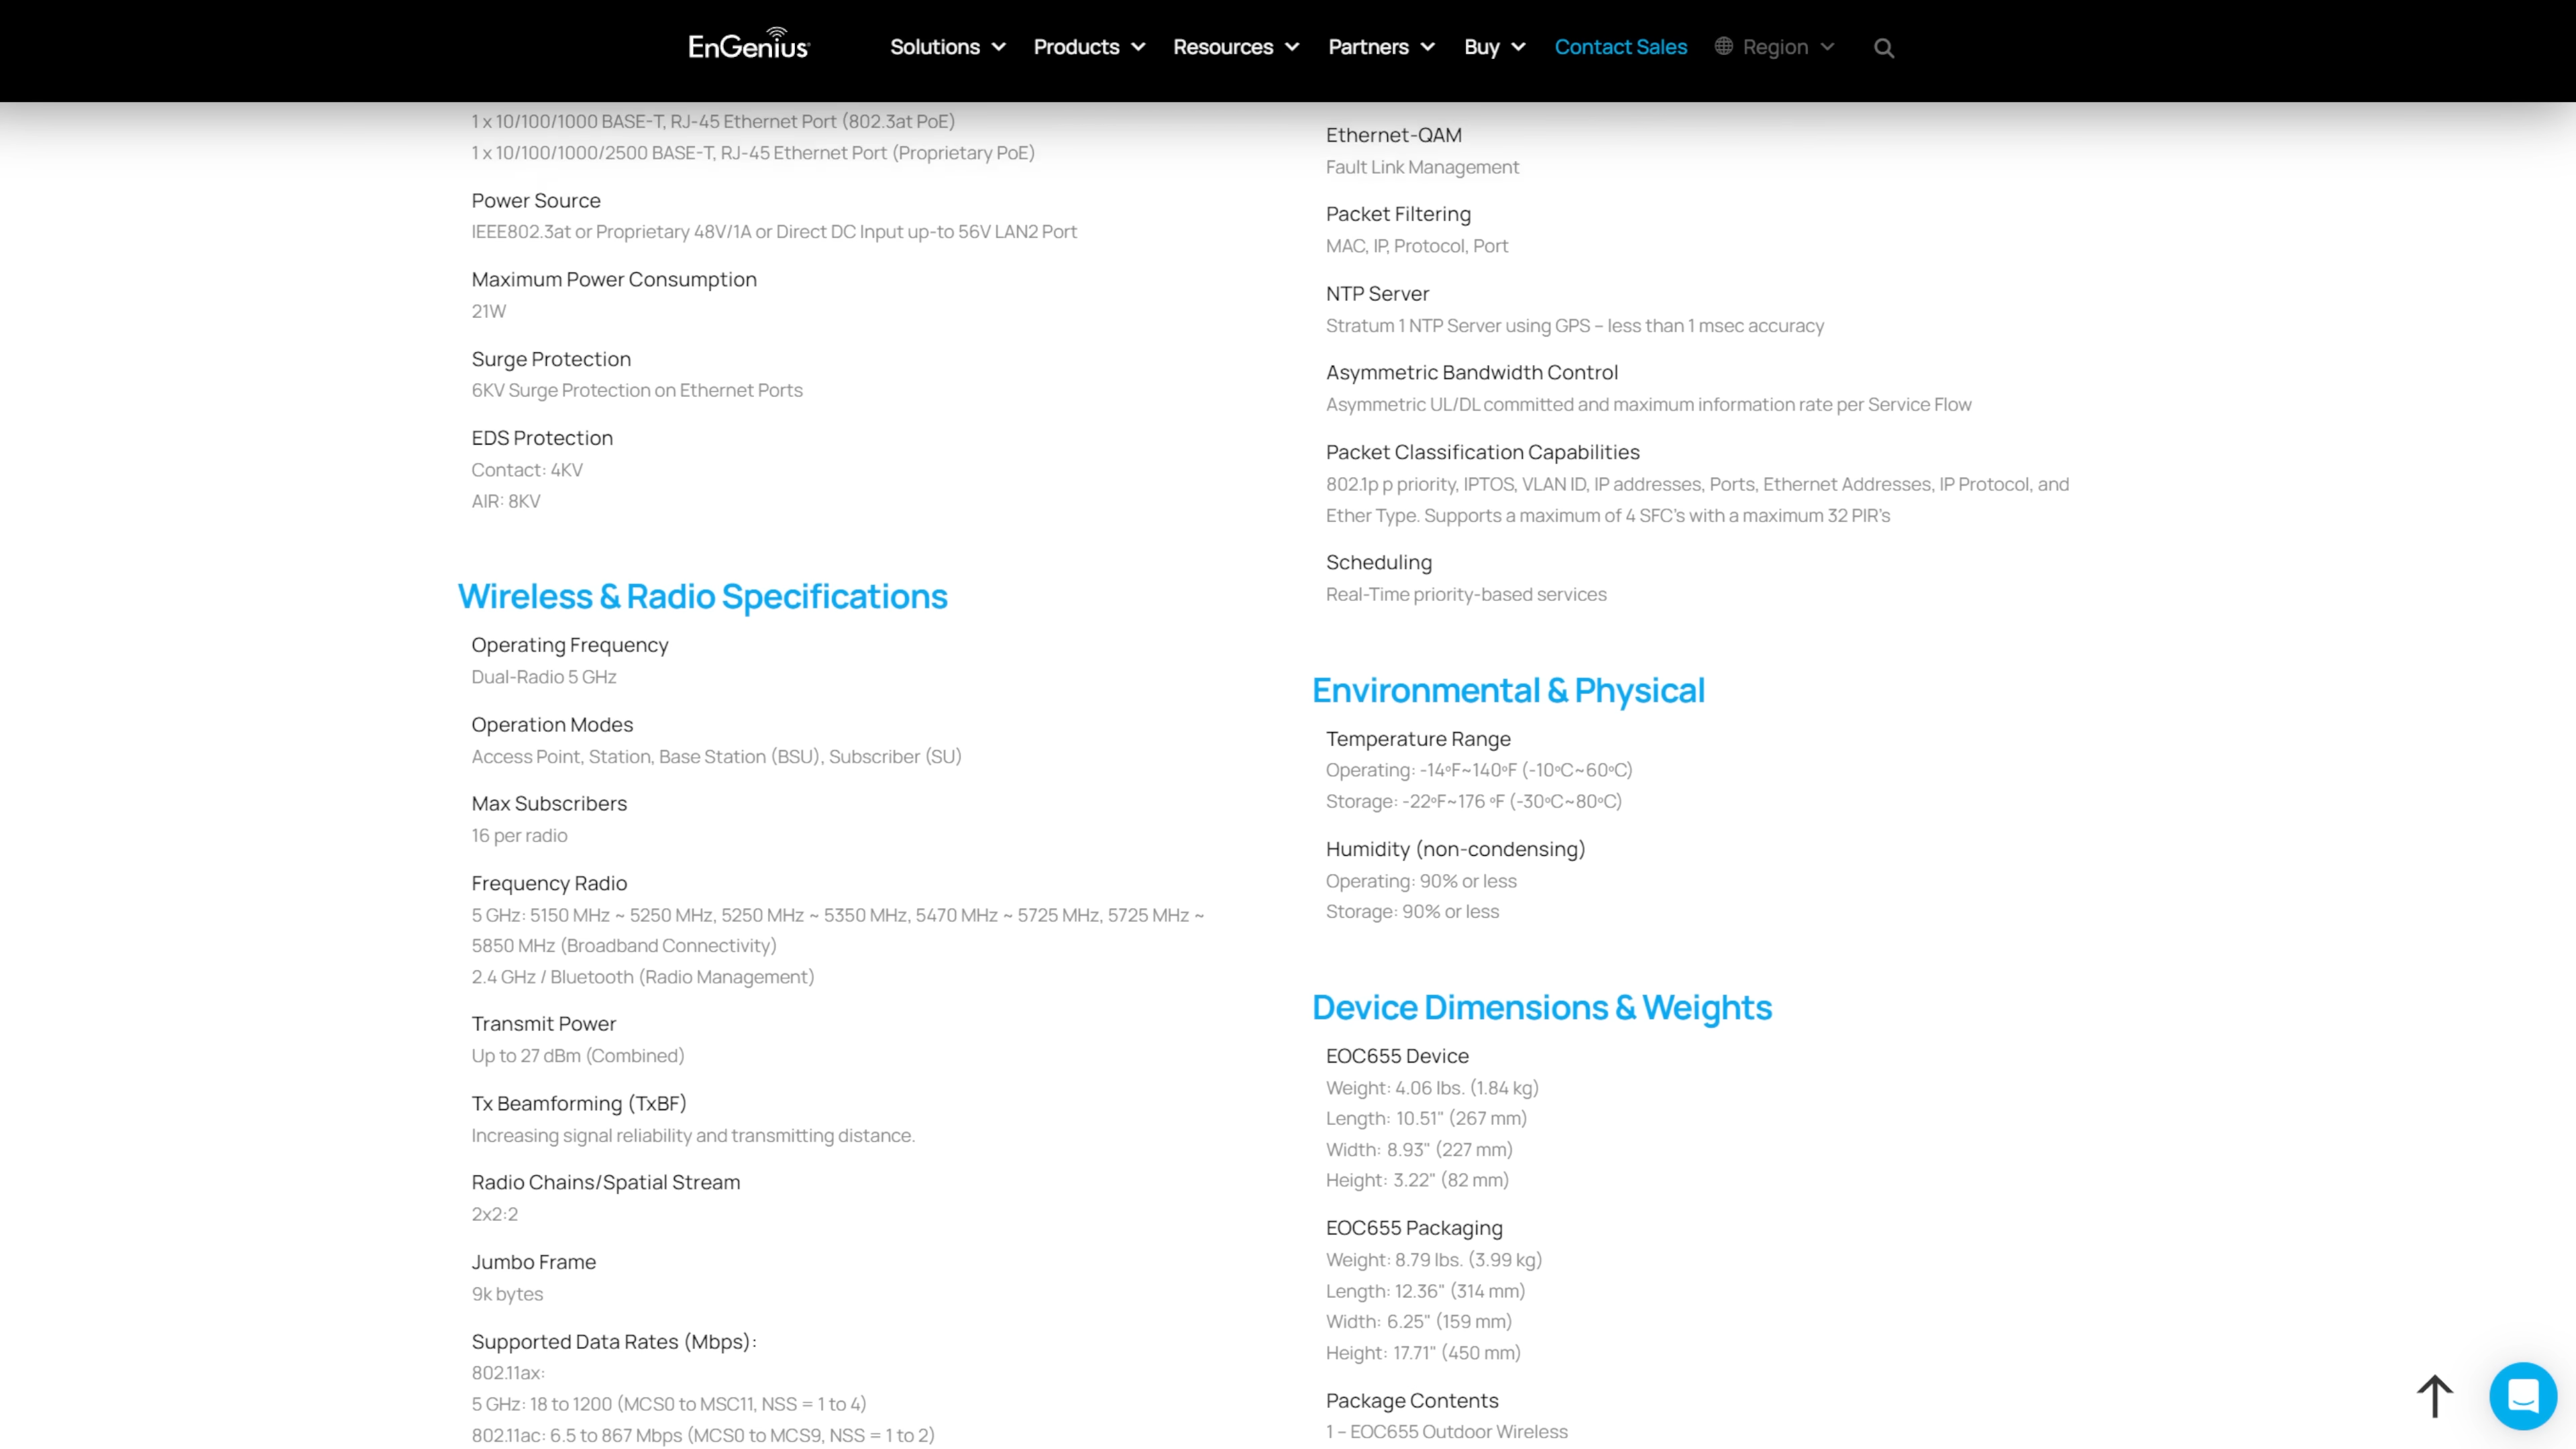 EnGenius
Solutions
Products
Resources
Partners
Buy
Contact Sales
Region
1 x 10/100/1000 BASE-T, RJ-45 Ethernet Port (802.3at PoE)
1 x 10/100/1000/2500 BASE-T, RJ-45 Ethernet Port (Proprietary PoE)
Power Source
IEEE802.3at or Proprietary 48V/1A or Direct DC Input up-to 56V LAN2 Port
Maximum Power Consumption
21W
Surge Protection
6KV Surge Protection on Ethernet Ports
EDS Protection
Contact: 4KV
AIR: 8KV
Wireless & Radio Specifications
Operating Frequency
Dual-Radio 5 GHz
Operation Modes
Access Point, Station, Base Station (BSU), Subscriber (SU)
Max Subscribers
16 per radio
Frequency Radio
5 GHz: 5150 MHz ~ 5250 MHz, 5250 MHz ~ 5350 MHz, 5470 MHz ~ 5725 MHz, 5725 MHz ~
5850 MHz (Broadband Connectivity)
2.4 GHz / Bluetooth (Radio Management)
Transmit Power
Up to 27 dBm (Combined)
Tx Beamforming (TxBF)
Increasing signal reliability and transmitting distance.
Radio Chains/Spatial Stream
2x2:2
Jumbo Frame
9k bytes
Supported Data Rates (Mbps):
802.11ax:
5 GHz: 18 to 1200 (MCS0 to MSC11, NSS = 1 to 4)
802.11ac: 6.5 to 867 Mbps (MCS0 to MCS9, NSS = 1 to 2)
Ethernet-QAM
Fault Link Management
Packet Filtering
MAC, IP, Protocol, Port
NTP Server
Stratum 1 NTP Server using GPS – less than 1 msec accuracy
Asymmetric Bandwidth Control
Asymmetric UL/DL committed and maximum information rate per Service Flow
Packet Classification Capabilities
802.1p p priority, IPTOS, VLAN ID, IP addresses, Ports, Ethernet Addresses, IP Protocol, and
Ether Type. Supports a maximum of 4 SFC's with a maximum 32 PIR's
Scheduling
Real-Time priority-based services
Environmental & Physical
Temperature Range
Operating: -14ºF~140ºF (-10ºC~60ºC)
Storage: -22ºF~176 ºF (-30ºC~80ºC)
Humidity (non-condensing)
Operating: 90% or less
Storage: 90% or less
Device Dimensions & Weights
EOC655 Device
Weight: 4.06 lbs. (1.84 kg)
Length: 10.51" (267 mm)
Width: 8.93" (227 mm)
Height: 3.22" (82 mm)
EOC655 Packaging
Weight: 8.79 lbs. (3.99 kg)
Length: 12.36" (314 mm)
Width: 6.25" (159 mm)
Height: 17.71" (450 mm)
Package Contents
1 – EOC655 Outdoor Wireless